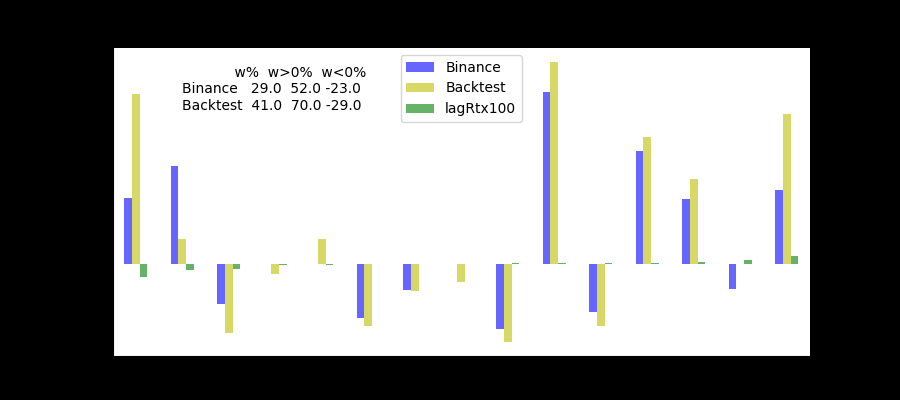 w% w>0% w<0%
Binance 29.0 52.0 -23.0
Backtest 41.0 70.0 -29.0
Binance
Backtest
lagRtx100